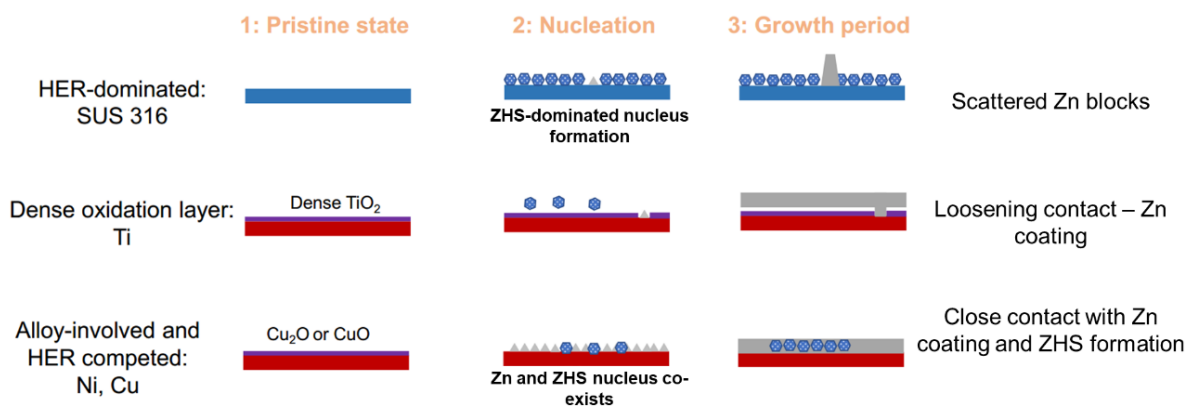 1: Pristine state
2: Nucleation
3: Growth period
HER-dominated:
SUS 316
ZHS-dominated nucleus
formation
Scattered Zn blocks
Dense oxidation layer:
Ti
Dense TiO₂
Loosening contact – Zn
coating
Alloy-involved and
HER competed:
Ni, Cu
Cu₂O or CuO
Zn and ZHS nucleus co-
exists
Close contact with Zn
coating and ZHS formation